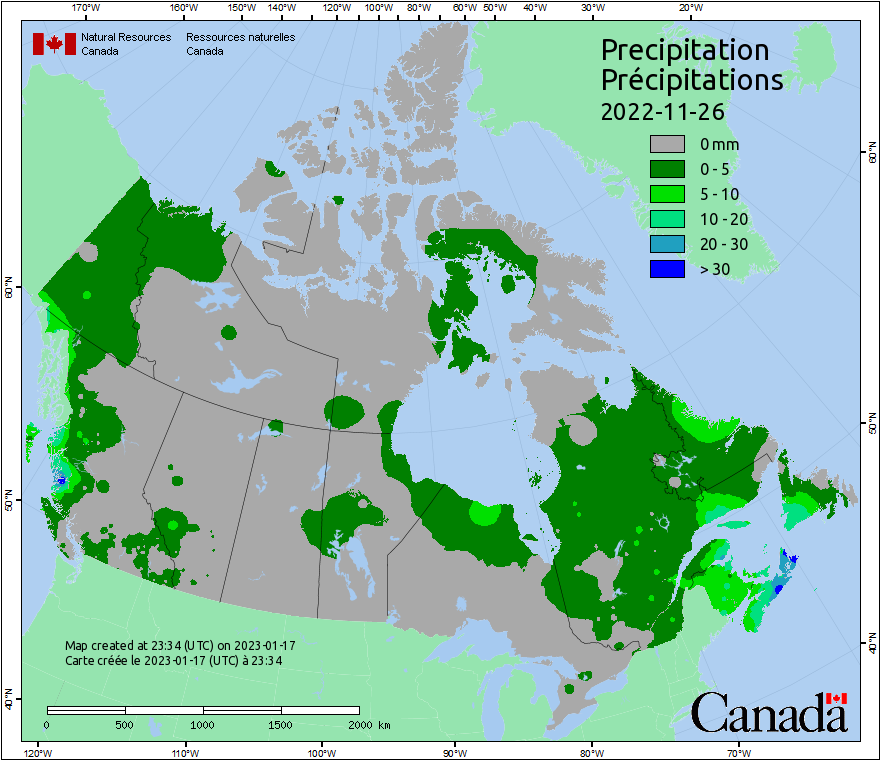 170°W 160°W 150°W 140°W 120°W 100°W 80°W 60°W 50°W 40°W 30°W 20°W
Natural Resources Canada
Ressources naturelles Canada
Precipitation
Précipitations
2022-11-26
0 mm
0 - 5
5 - 10
10 - 20
20 - 30
> 30
60°N
50°N
40°N
60°N
50°N
40°N
Map created at 23:34 (UTC) on 2023-01-17
Carte créée le 2023-01-17 (UTC) à 23:34
0 500 1000 1500 2000 km
Canada
120°W 110°W 100°W 90°W 80°W 70°W